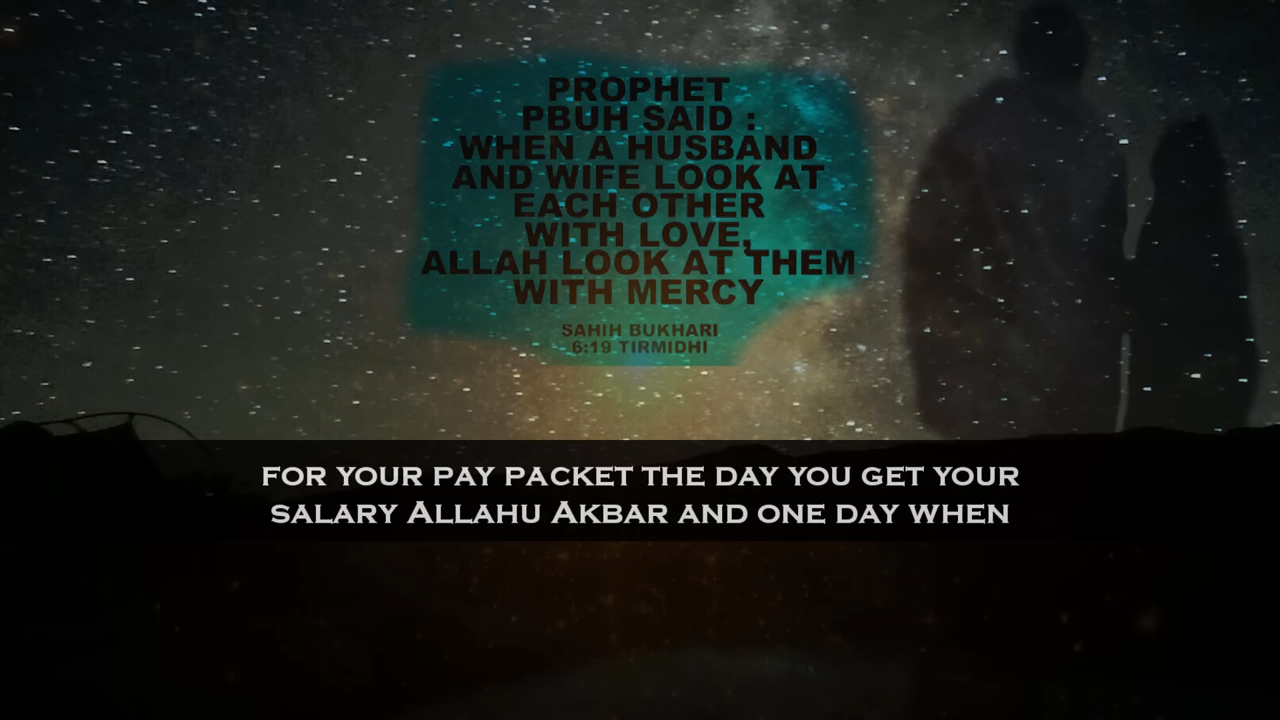 PROPHET
PBUH SAID :
WHEN A HUSBAND
AND WIFE LOOK AT
EACH OTHER
WITH LOVE,
ALLAH LOOK AT THEM
WITH MERCY
SAHIH BUKHARI
6:19 TIRMIDHI
FOR YOUR PAY PACKET THE DAY YOU GET YOUR
SALARY ALLAHU AKBAR AND ONE DAY WHEN